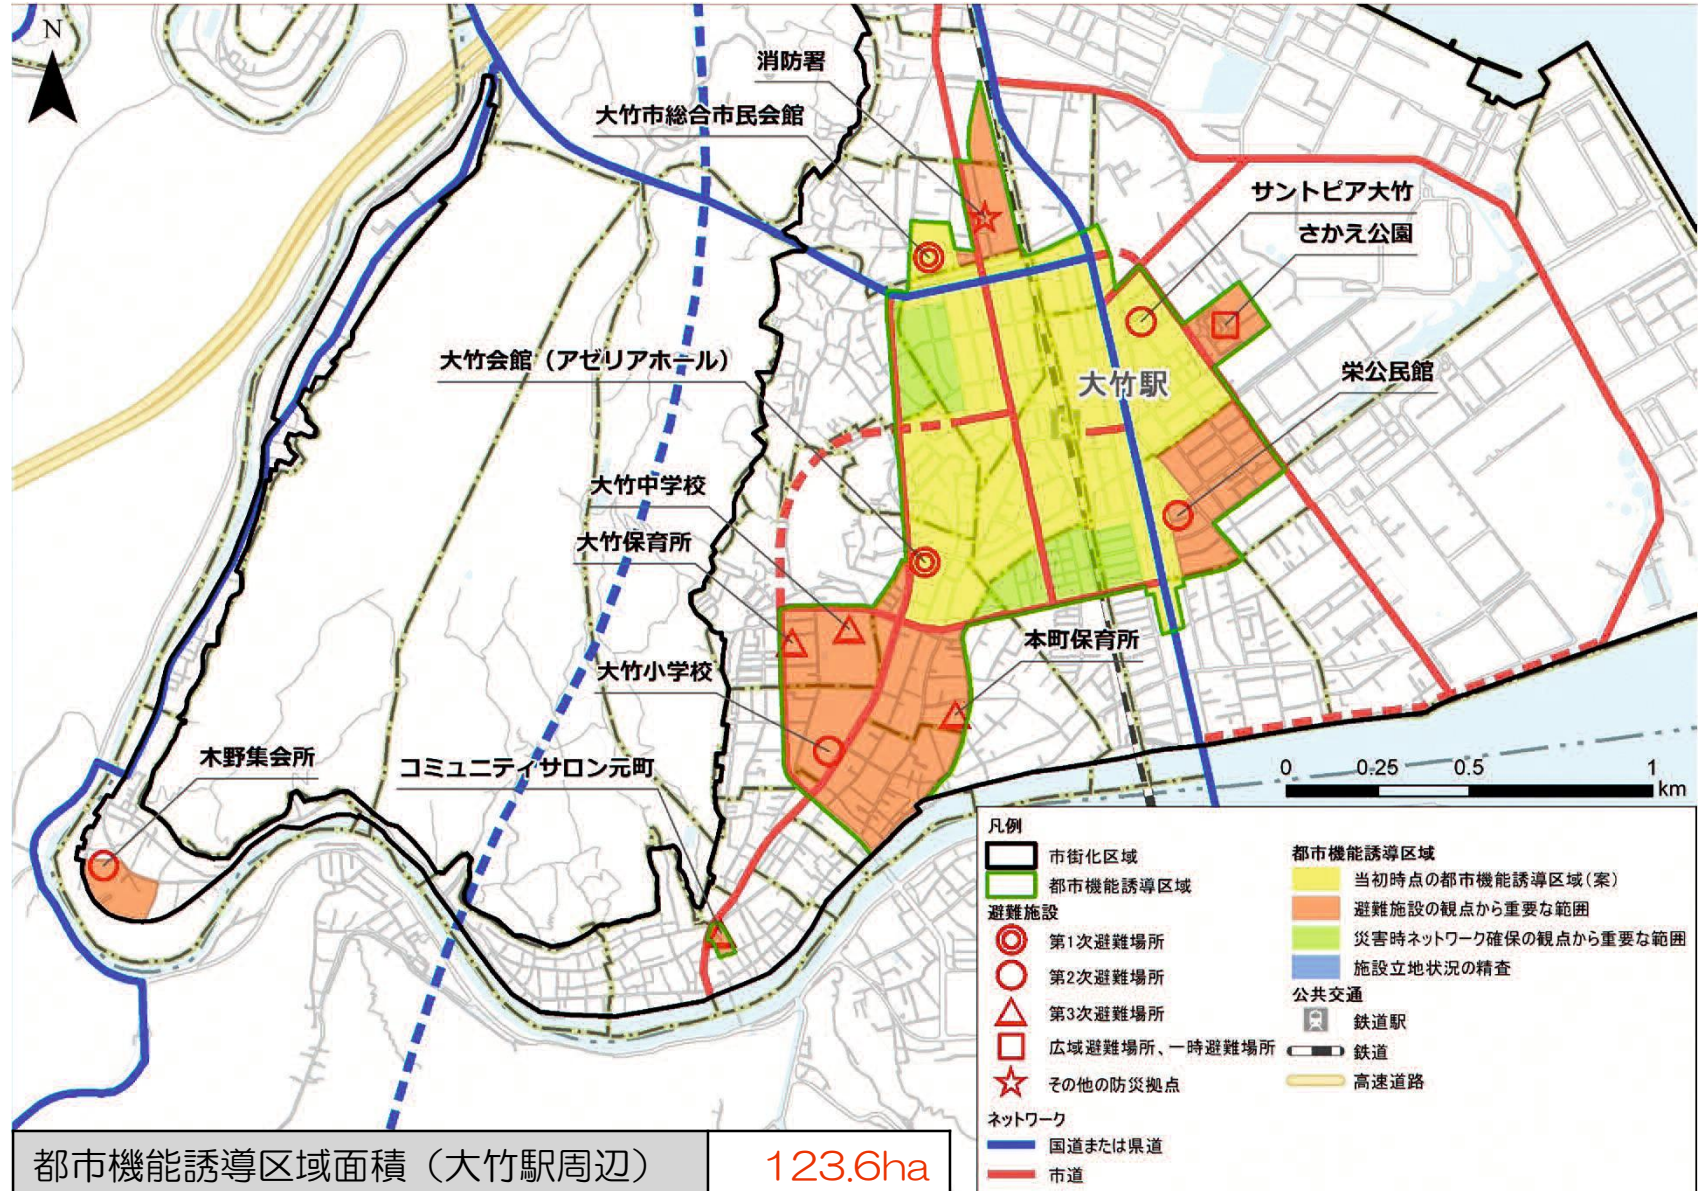 N
消防署
大竹市総合市民会館
サントピア大竹
さかえ公園
大竹会館（アゼリアホール）
大竹駅
栄公民館
大竹中学校
大竹保育所
本町保育所
大竹小学校
木野集会所
コミュニティサロン元町
0 0.25 0.5 1
km
凡例
市街化区域
都市機能誘導区域
避難施設
第1次避難場所
第2次避難場所
第3次避難場所
広域避難場所、一時避難場所
その他の防災拠点
ネットワーク
国道または県道
市道
都市機能誘導区域
当初時点の都市機能誘導区域（案）
避難施設の観点から重要な範囲
災害時ネットワーク確保の観点から重要な範囲
施設立地状況の精査
公共交通
鉄道駅
鉄道
高速道路
都市機能誘導区域面積（大竹駅周辺） 123.6ha